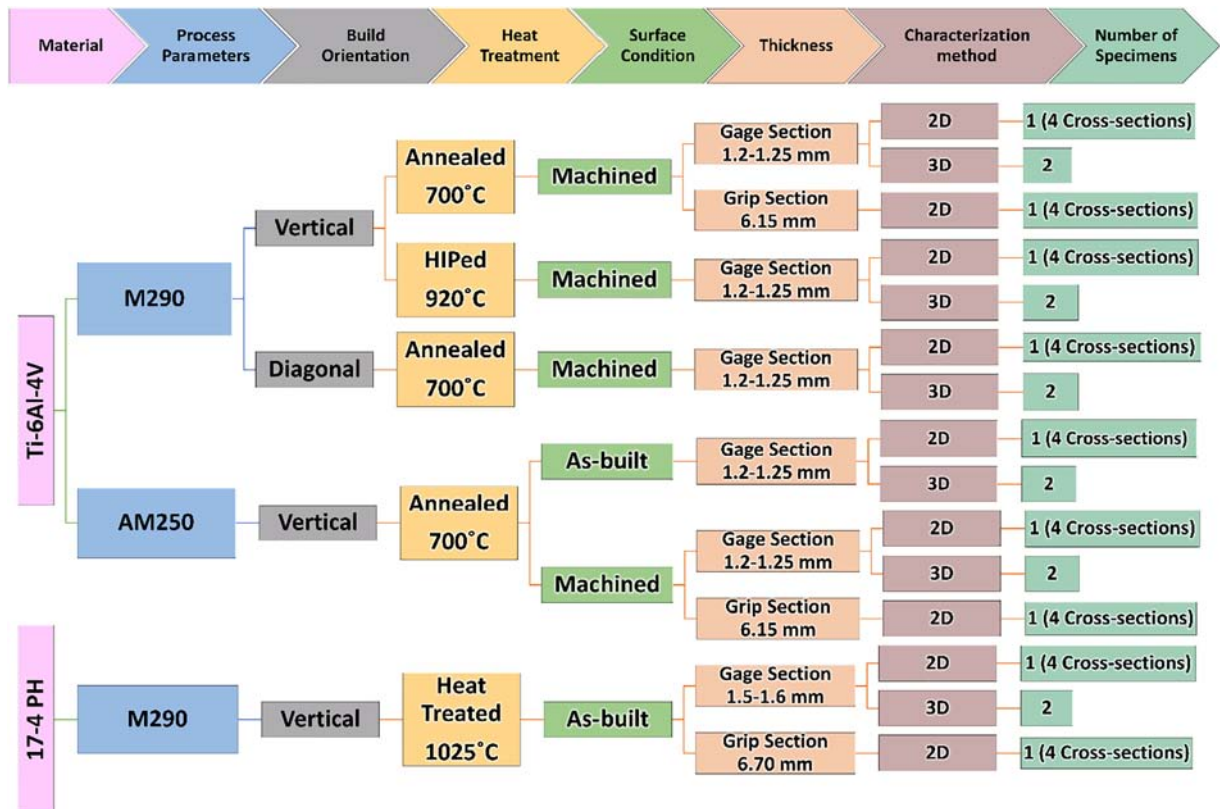 Material
Process
Parameters
Build
Orientation
Heat
Treatment
Surface
Condition
Thickness
Characterization
method
Number of
Specimens
Ti-6Al-4V
M290
Vertical
Annealed
700˚C
Machined
Gage Section
1.2-1.25 mm
2D
1 (4 Cross-sections)
3D
2
Grip Section
6.15 mm
2D
1 (4 Cross-sections)
HIPed
920˚C
Machined
Gage Section
1.2-1.25 mm
2D
1 (4 Cross-sections)
3D
2
Diagonal
Annealed
700˚C
Machined
Gage Section
1.2-1.25 mm
2D
1 (4 Cross-sections)
3D
2
AM250
Vertical
Annealed
700˚C
As-built
Gage Section
1.2-1.25 mm
2D
1 (4 Cross-sections)
3D
2
Machined
Gage Section
1.2-1.25 mm
2D
1 (4 Cross-sections)
3D
2
Grip Section
6.15 mm
2D
1 (4 Cross-sections)
17-4 PH
M290
Vertical
Heat
Treated
1025˚C
As-built
Gage Section
1.5-1.6 mm
2D
1 (4 Cross-sections)
3D
2
Grip Section
6.70 mm
2D
1 (4 Cross-sections)